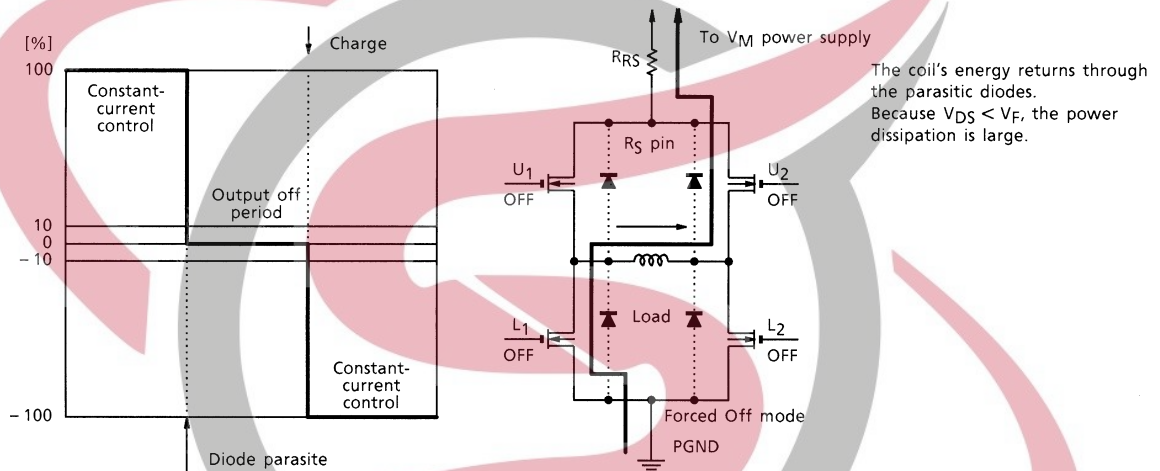 [%]
100
Constant-
current
control
Charge
Output off
period
10
0
– 10
Constant-
current
control
– 100
Diode parasite
To VM power supply
RRS
RS pin
U1
OFF
U2
OFF
Load
L1
OFF
L2
OFF
Forced Off mode
PGND
The coil's energy returns through
the parasitic diodes.
Because VDS < VF, the power
dissipation is large.